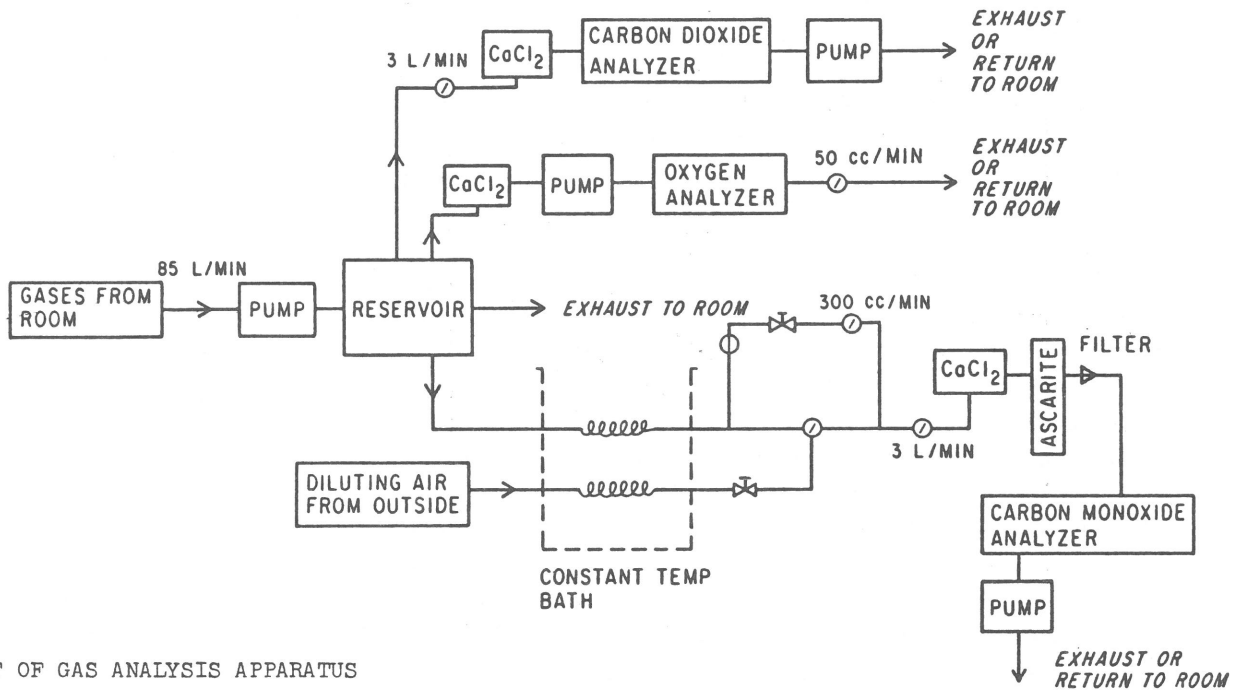 3 L/MIN
CaCl2
CARBON DIOXIDE
ANALYZER
PUMP
EXHAUST
OR
RETURN
TO ROOM
CaCl2
PUMP
OXYGEN
ANALYZER
50 CC/MIN
EXHAUST
OR
RETURN
TO ROOM
85 L/MIN
GASES FROM
ROOM
PUMP
RESERVOIR
EXHAUST TO ROOM
300 CC/MIN
CaCl2
ASCARITE
FILTER
3 L/MIN
DILUTING AIR
FROM OUTSIDE
CONSTANT TEMP
BATH
CARBON MONOXIDE
ANALYZER
PUMP
EXHAUST OR
RETURN TO ROOM
OF GAS ANALYSIS APPARATUS